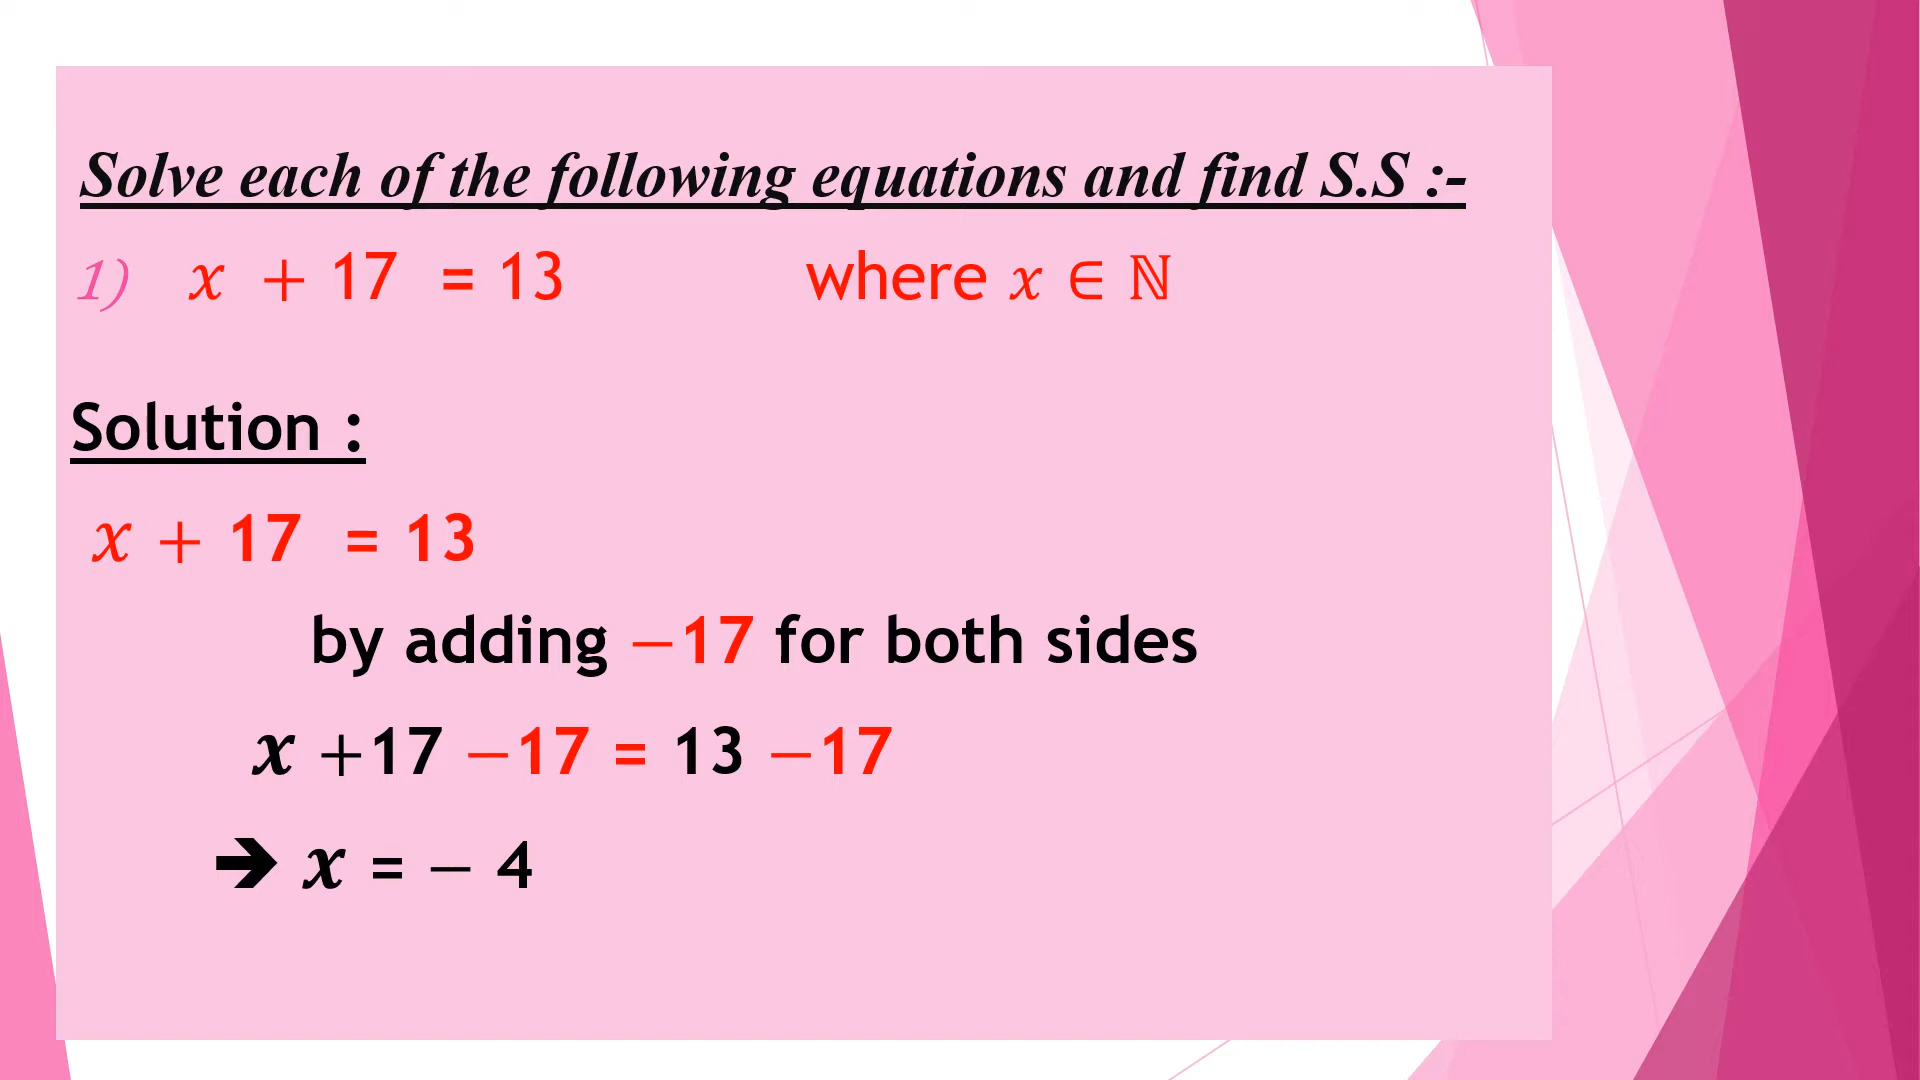 Solve each of the following equations and find S.S :-
1) x + 17 = 13 where x ∈ ℕ
Solution :
x + 17 = 13
by adding −17 for both sides
x +17 −17 = 13 −17
🡺 x = − 4